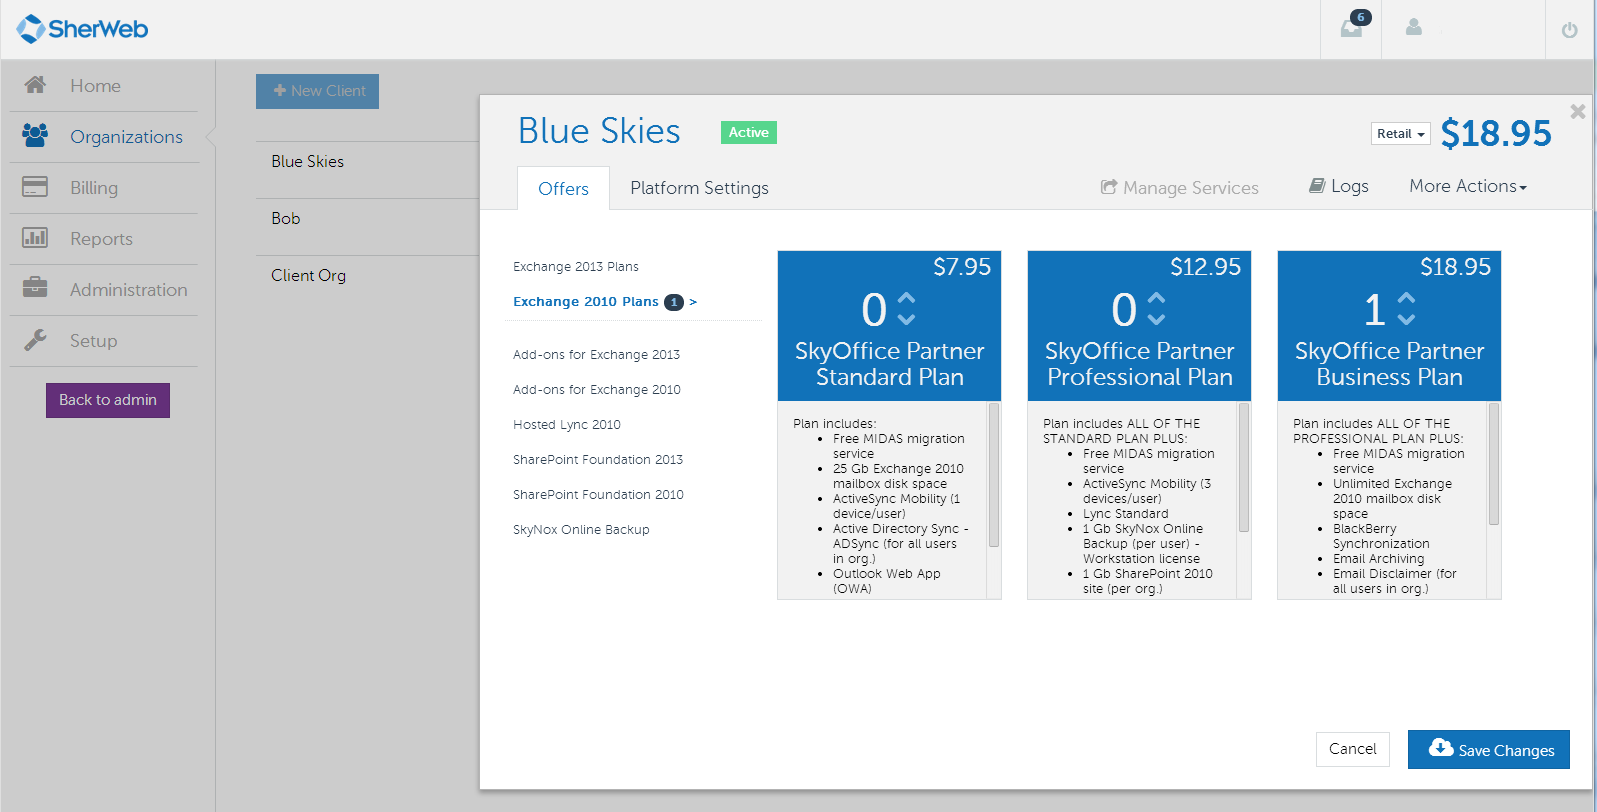 SherWeb
6
Home
Organizations
Billing
Reports
Administration
Setup
Back to admin
New Client
Blue Skies
Bob
Client Org
Blue Skies
Active
Retail
$18.95
Offers
Platform Settings
Manage Services
Logs
More Actions
Exchange 2013 Plans
Exchange 2010 Plans 1 >
Add-ons for Exchange 2013
Add-ons for Exchange 2010
Hosted Lync 2010
SharePoint Foundation 2013
SharePoint Foundation 2010
SkyNox Online Backup
$7.95
0
SkyOffice Partner
Standard Plan
Plan includes:
• Free MIDAS migration
service
• 25 Gb Exchange 2010
mailbox disk space
• ActiveSync Mobility (1
device/user)
• Active Directory Sync -
ADSync (for all users
in org.)
• Outlook Web App
(OWA)
$12.95
0
SkyOffice Partner
Professional Plan
Plan includes ALL OF THE
STANDARD PLAN PLUS:
• Free MIDAS migration
service
• ActiveSync Mobility (3
devices/user)
• Lync Standard
• 1 Gb SkyNox Online
Backup (per user) -
Workstation license
• 1 Gb SharePoint 2010
site (per org.)
$18.95
1
SkyOffice Partner
Business Plan
Plan includes ALL OF THE
PROFESSIONAL PLAN PLUS:
• Free MIDAS migration
service
• Unlimited Exchange
2010 mailbox disk
space
• BlackBerry
Synchronization
• Email Archiving
• Email Disclaimer (for
all users in org.)
Cancel
Save Changes